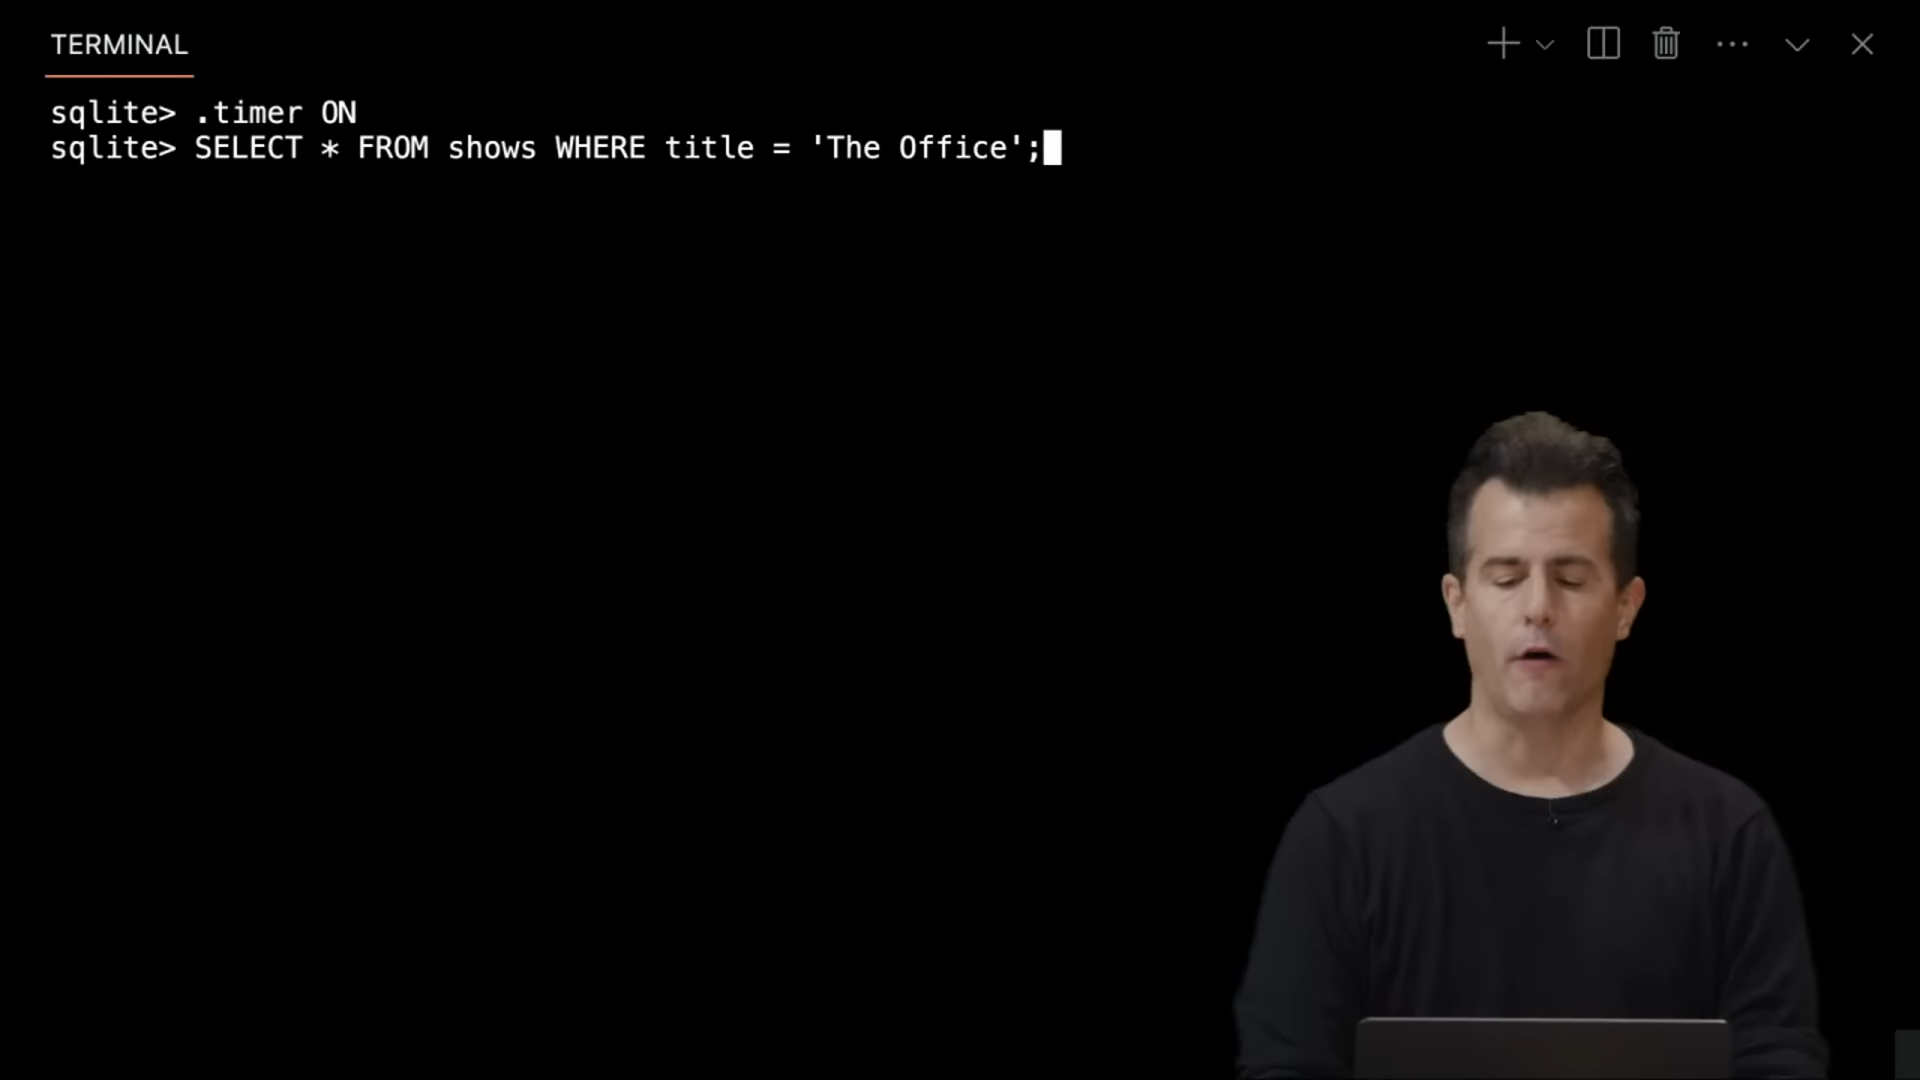 TERMINAL
sqlite> .timer ON
sqlite> SELECT * FROM shows WHERE title = 'The Office';